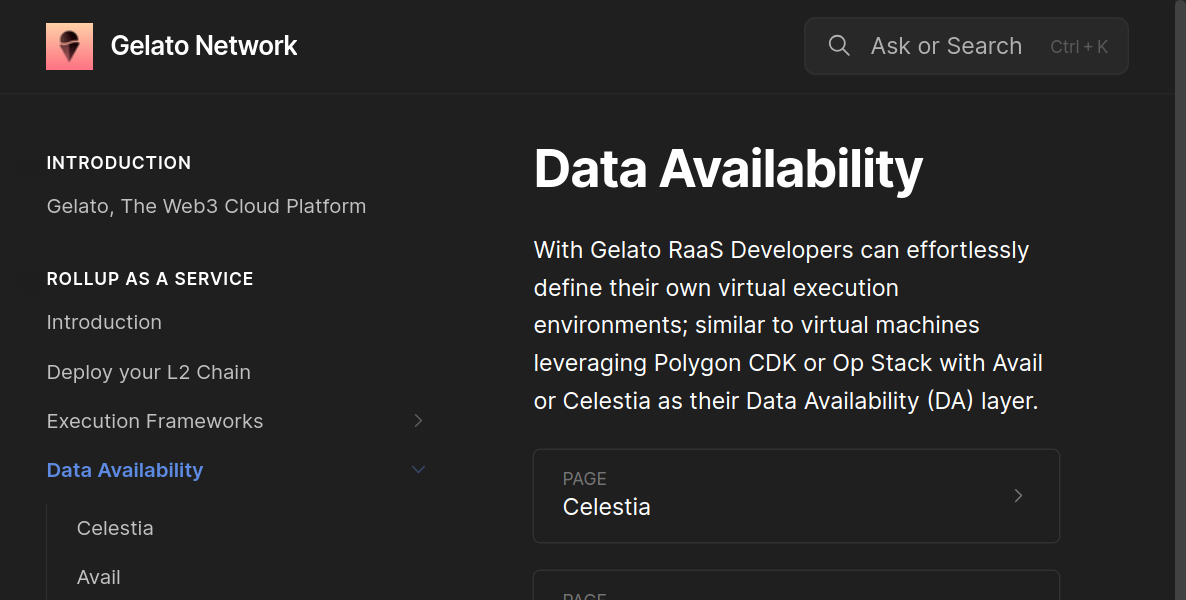 Gelato Network
Ask or Search Ctrl + K
INTRODUCTION
Gelato, The Web3 Cloud Platform
ROLLUP AS A SERVICE
Introduction
Deploy your L2 Chain
Execution Frameworks
Data Availability
Celestia
Avail
Data Availability
With Gelato RaaS Developers can effortlessly
define their own virtual execution
environments; similar to virtual machines
leveraging Polygon CDK or Op Stack with Avail
or Celestia as their Data Availability (DA) layer.
PAGE
Celestia
PAGE